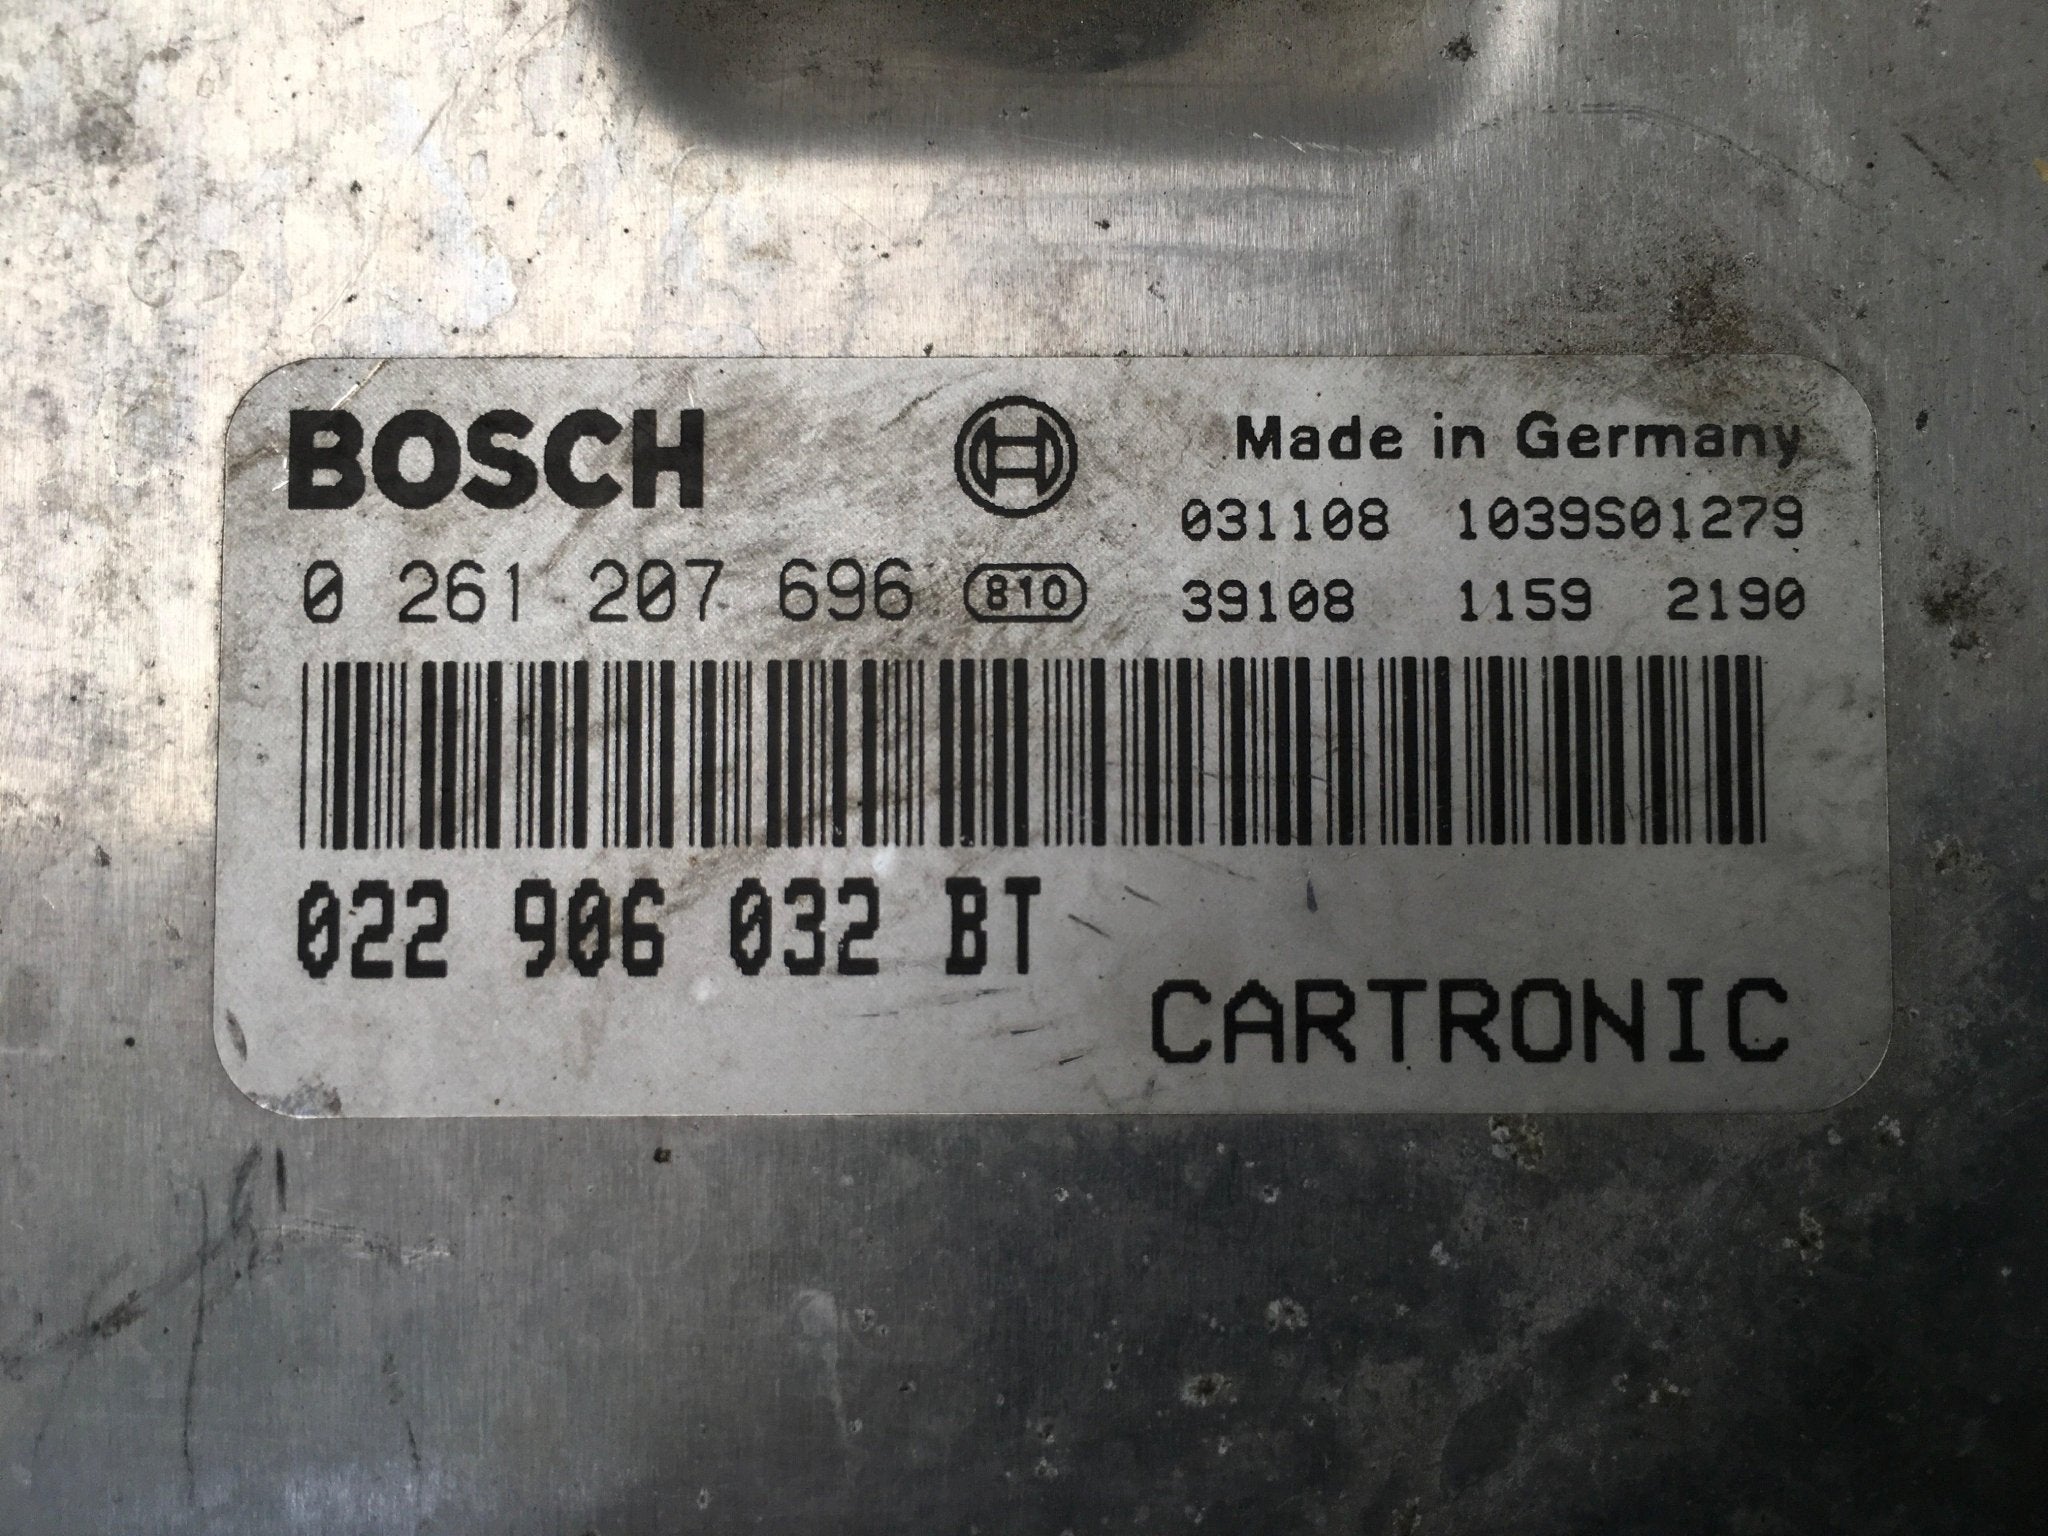 BOSCH
Made in Germany
031108 1039S01279
0 261 207 696 810
39108 1159 2190
022 906 032 BT
CARTRONIC